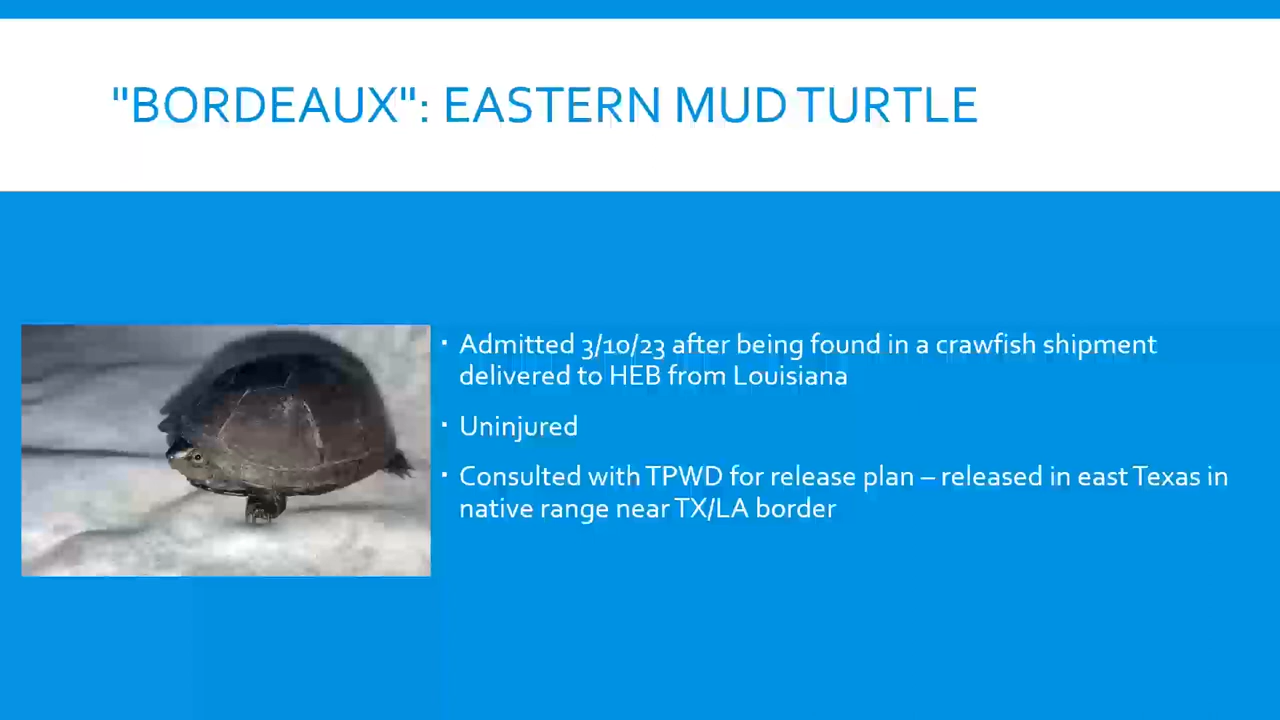 "BORDEAUX": EASTERN MUD TURTLE
▪ Admitted 3/10/23 after being found in a crawfish shipment
delivered to HEB from Louisiana
▪ Uninjured
▪ Consulted with TPWD for release plan – released in east Texas in
native range near TX/LA border